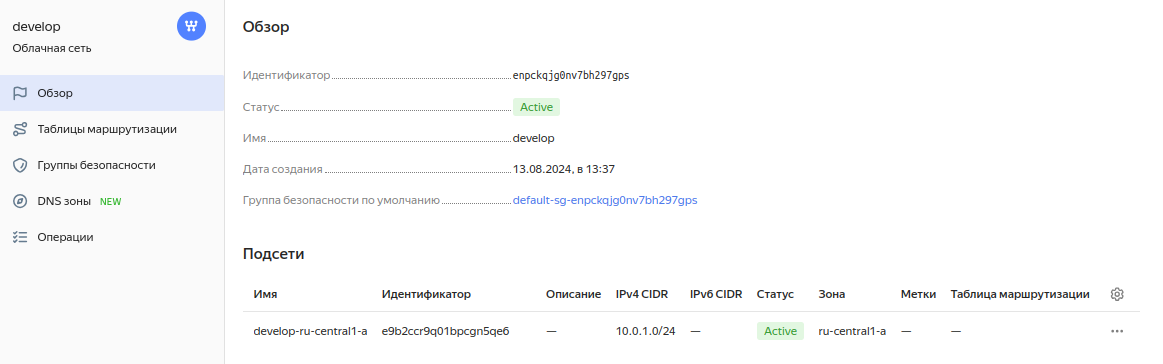 develop
Облачная сеть
Обзор
Таблицы маршрутизации
Группы безопасности
DNS зоны NEW
Операции
Обзор
Идентификатор enpckqjg0nv7bh297gps
Статус Active
Имя develop
Дата создания 13.08.2024, в 13:37
Группа безопасности по умолчанию default-sg-enpckqjg0nv7bh297gps
Подсети
Имя Идентификатор Описание IPv4 CIDR IPv6 CIDR Статус Зона Метки Таблица маршрутизации
develop-ru-central1-a e9b2ccr9q01bpcgn5qe6 — 10.0.1.0/24 — Active ru-central1-a — —